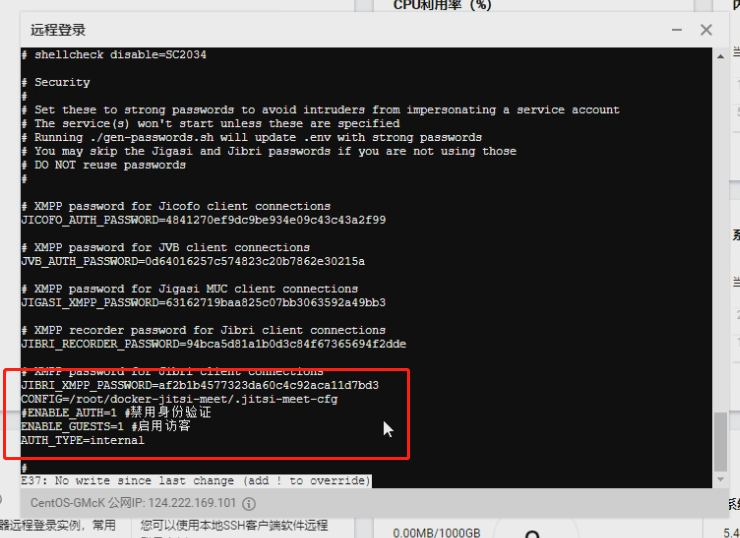 CPU利用率（%）
远程登录
# shellcheck disable=SC2034
# Security
#
# Set these to strong passwords to avoid intruders from impersonating a service account
# The service(s) won't start unless these are specified
# Running ./gen-passwords.sh will update .env with strong passwords
# You may skip the Jigasi and Jibri passwords if you are not using those
# DO NOT reuse passwords
#
# XMPP password for Jicofo client connections
JICOFO_AUTH_PASSWORD=4841270ef9dc9be934e09c43c43a2f99
# XMPP password for JVB client connections
JVB_AUTH_PASSWORD=0d64016257c574823c20b7862e30215a
# XMPP password for Jigasi MUC client connections
JIGASI_XMPP_PASSWORD=63162719baa825c07bb3063592a49bb3
# XMPP recorder password for Jibri client connections
JIBRI_RECORDER_PASSWORD=94bca5d81a1b0d3c84f67365694f2dde
# XMPP password for Jibri client connections
JIBRI_XMPP_PASSWORD=af2b1b4577323da60c4c92aca11d7bd3
CONFIG=/root/docker-jitsi-meet/.jitsi-meet-cfg
#ENABLE_AUTH=1 #禁用身份验证
ENABLE_GUESTS=1 #启用访客
AUTH_TYPE=internal
#
E37: No write since last change (add ! to override)
CentOS-GMcK 公网IP: 124.222.169.101
器远程登录实例，常用
您可以使用本地SSH客户端软件远程
0.00MB/1000GB
5.4